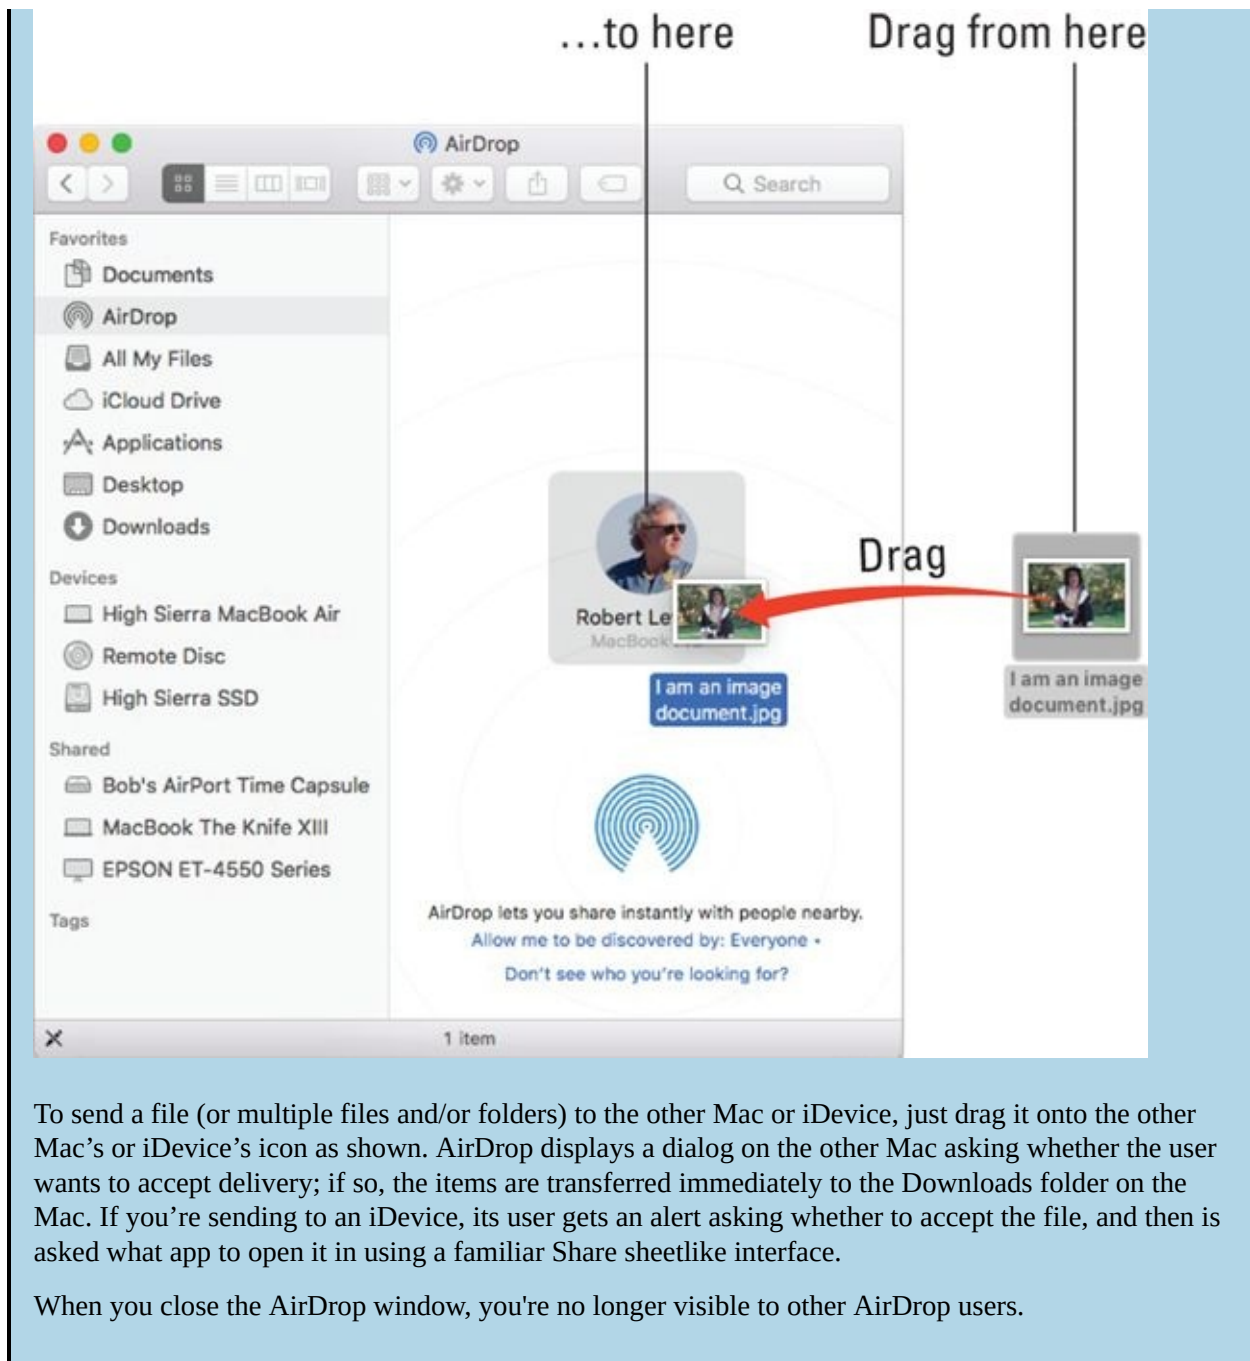 ...to here
Drag from here
AirDrop
Search
Favorites
Documents
AirDrop
All My Files
iCloud Drive
Applications
Desktop
Downloads
Drag
Robert Le
MacBook
I am an image
document.jpg
I am an image
document.jpg
Devices
High Sierra MacBook Air
Remote Disc
High Sierra SSD
Shared
Bob's AirPort Time Capsule
MacBook The Knife XIII
EPSON ET-4550 Series
Tags
AirDrop lets you share instantly with people nearby.
Allow me to be discovered by: Everyone
Don't see who you're looking for?
1 item
To send a file (or multiple files and/or folders) to the other Mac or iDevice, just drag it onto the other
Mac’s or iDevice’s icon as shown. AirDrop displays a dialog on the other Mac asking whether the user
wants to accept delivery; if so, the items are transferred immediately to the Downloads folder on the
Mac. If you’re sending to an iDevice, its user gets an alert asking whether to accept the file, and then is
asked what app to open it in using a familiar Share sheetlike interface.
When you close the AirDrop window, you're no longer visible to other AirDrop users.